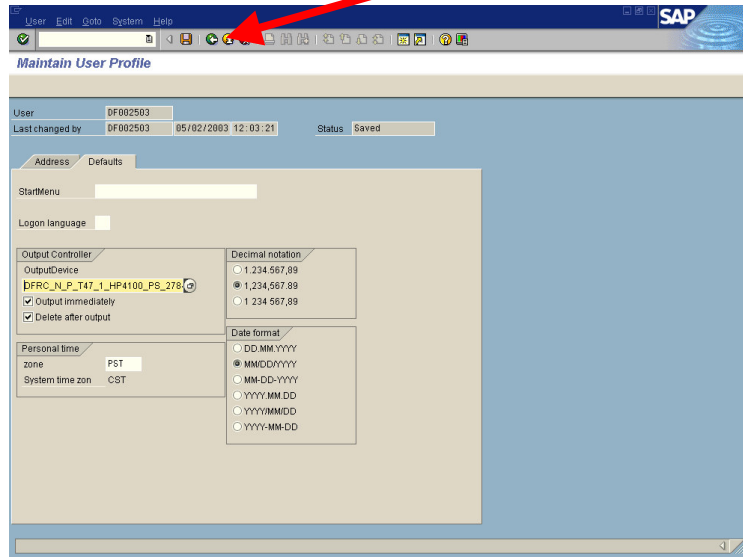 User Edit Goto System Help
SAP
Maintain User Profile
User DF002503
Last changed by DF002503 05/02/2003 12:03:21 Status Saved
Address Defaults
StartMenu
Logon language
Output Controller
OutputDevice
DFRC_N_P_T47_1_HP4100_PS_278-
Output immediately
Delete after output
Decimal notation
1.234.567,89
1,234,567.89
1 234 567,89
Personal time
zone PST
System time zon CST
Date format
DD.MM.YYYY
MM/DD/YYYY
MM-DD-YYYY
YYYY.MM.DD
YYYY/MM/DD
YYYY-MM-DD